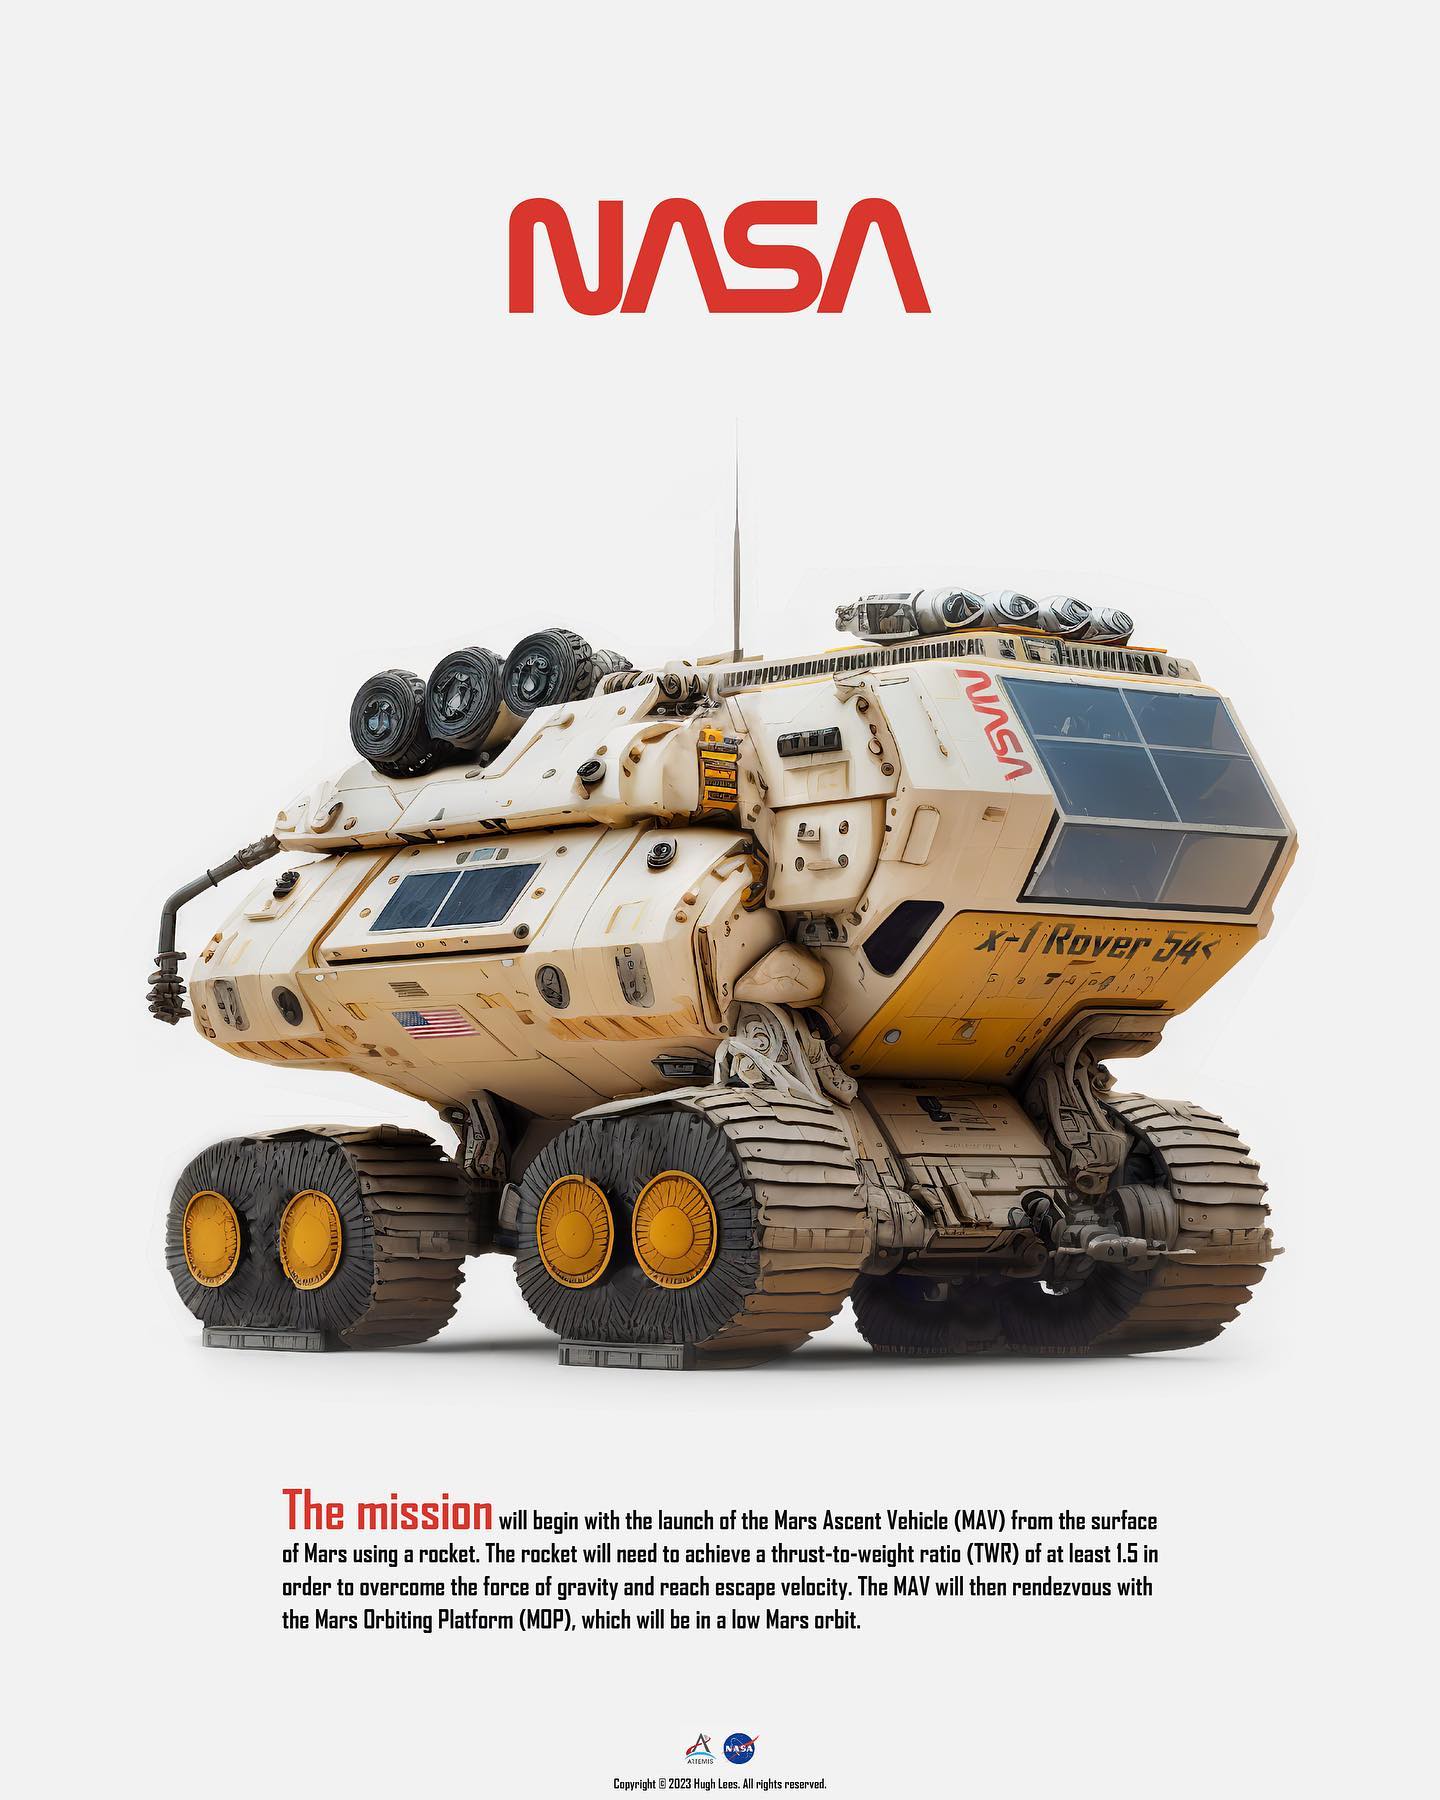 NASA
NASA
x-1 Rover 54<
The mission will begin with the launch of the Mars Ascent Vehicle (MAV) from the surface
of Mars using a rocket. The rocket will need to achieve a thrust-to-weight ratio (TWR) of at least 1.5 in
order to overcome the force of gravity and reach escape velocity. The MAV will then rendezvous with
the Mars Orbiting Platform (MOP), which will be in a low Mars orbit.
ARTEMIS NASA
Copyright © 2023 Hugh Lees. All rights reserved.